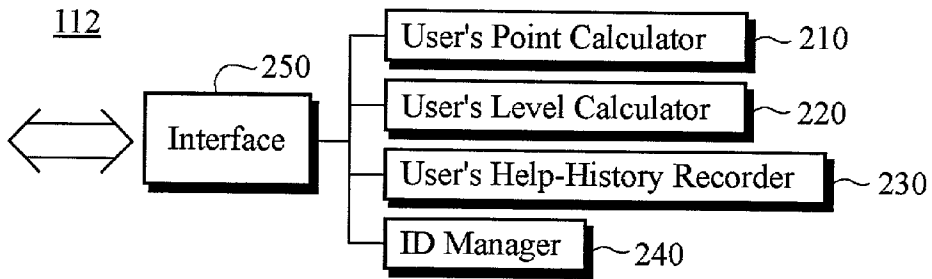 112
250
Interface
User's Point Calculator
210
User's Level Calculator
220
User's Help-History Recorder
230
ID Manager
240